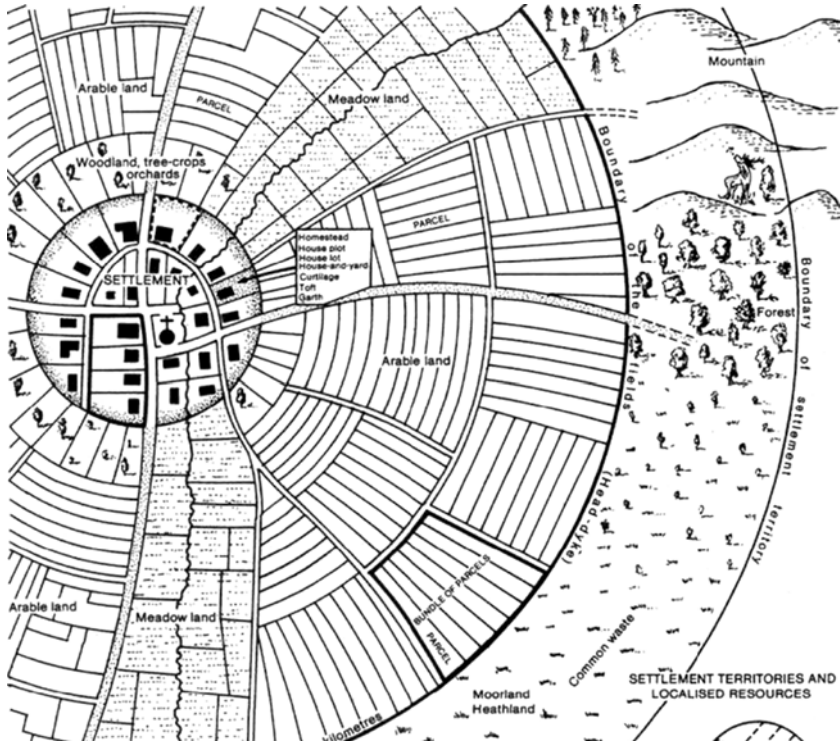 Mountain
Arable land
PARCEL
Meadow land
Boundary of the fields (Head-dyke)
Woodland, tree-crops
orchards
PARCEL
Homestead
House plot
House lot
House-and-yard
Curtilage
Toft
Garth
SETTLEMENT
Boundary of settlement territory
Forest
Arable land
BUNDLE OF PARCELS
PARCEL
Arable land
Meadow land
Common waste
SETTLEMENT TERRITORIES AND
LOCALISED RESOURCES
Moorland
Heathland
kilometres